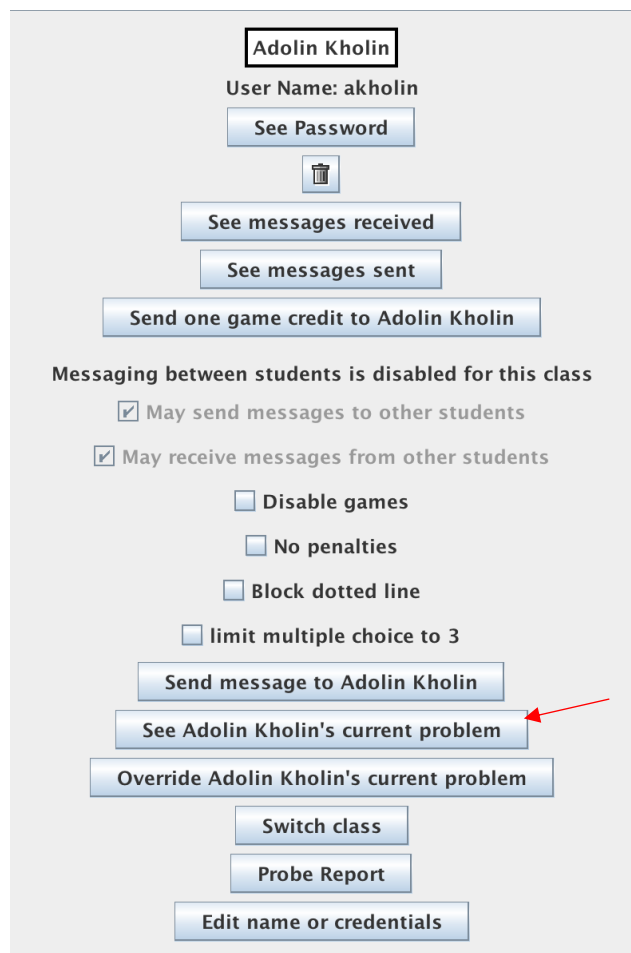 Adolin Kholin
User Name: akholin
See Password
See messages received
See messages sent
Send one game credit to Adolin Kholin
Messaging between students is disabled for this class
May send messages to other students
May receive messages from other students
Disable games
No penalties
Block dotted line
limit multiple choice to 3
Send message to Adolin Kholin
See Adolin Kholin's current problem
Override Adolin Kholin's current problem
Switch class
Probe Report
Edit name or credentials